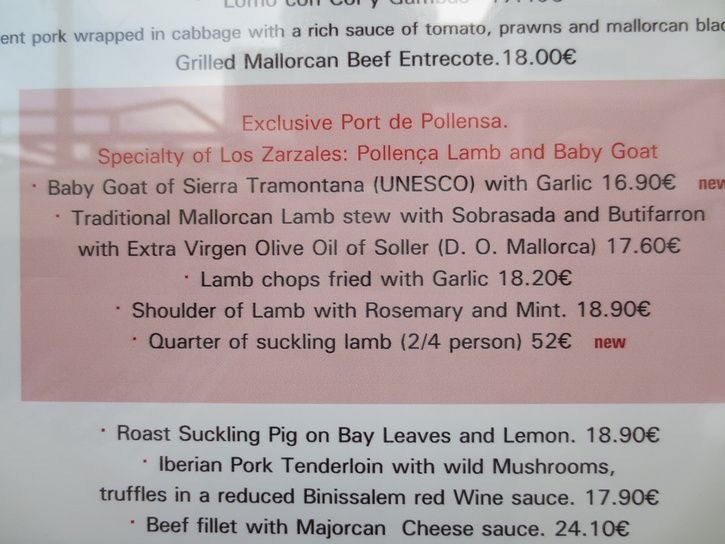 Lomo con Col y Gambas
ent pork wrapped in cabbage with a rich sauce of tomato, prawns and mallorcan blac
Grilled Mallorcan Beef Entrecote.18.00€
Exclusive Port de Pollensa.
Specialty of Los Zarzales: Pollença Lamb and Baby Goat
· Baby Goat of Sierra Tramontana (UNESCO) with Garlic 16.90€ new
· Traditional Mallorcan Lamb stew with Sobrasada and Butifarron
with Extra Virgen Olive Oil of Soller (D. O. Mallorca) 17.60€
· Lamb chops fried with Garlic 18.20€
· Shoulder of Lamb with Rosemary and Mint. 18.90€
· Quarter of suckling lamb (2/4 person) 52€ new
· Roast Suckling Pig on Bay Leaves and Lemon. 18.90€
· Iberian Pork Tenderloin with wild Mushrooms,
truffles in a reduced Binissalem red Wine sauce. 17.90€
· Beef fillet with Majorcan Cheese sauce. 24.10€